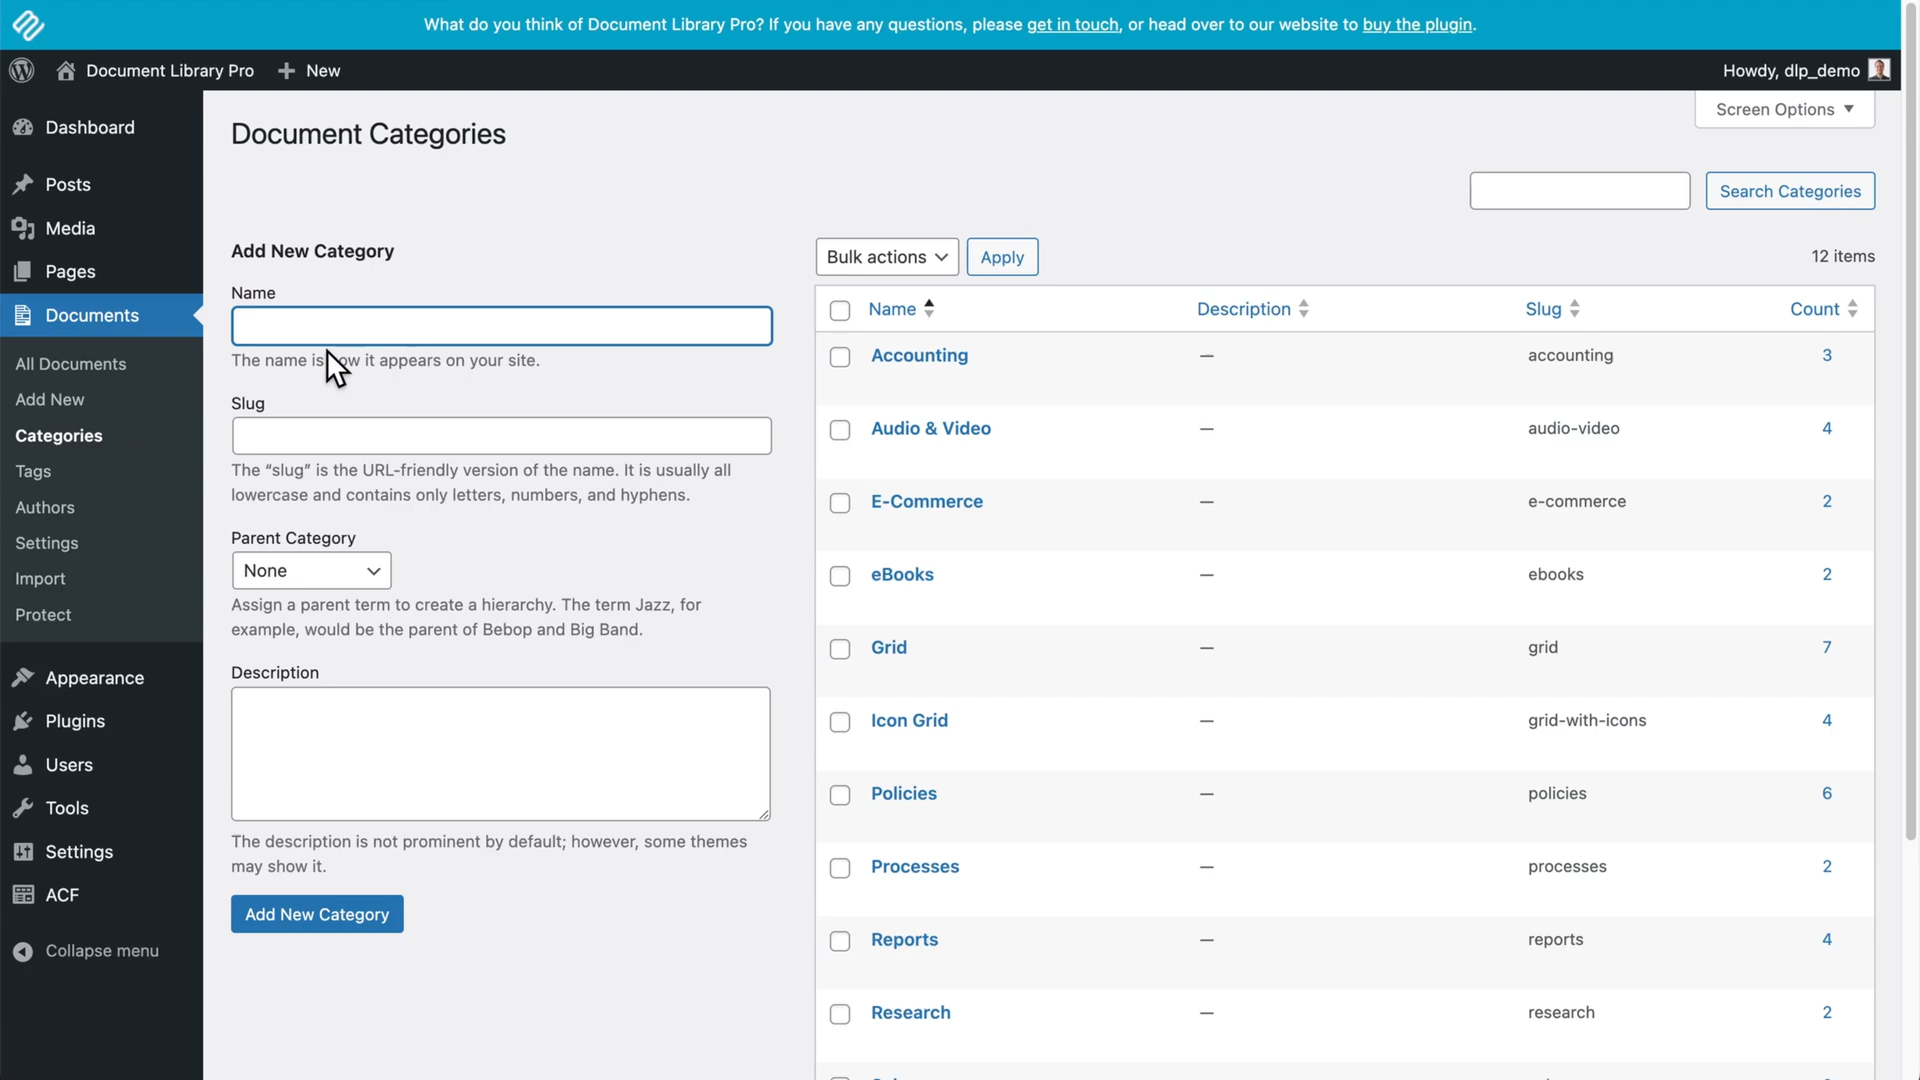 What do you think of Document Library Pro? If you have any questions, please get in touch, or head over to our website to buy the plugin.
Document Library Pro
New
Howdy, dlp_demo
Dashboard
Posts
Media
Pages
Documents
All Documents
Add New
Categories
Tags
Authors
Settings
Import
Protect
Appearance
Plugins
Users
Tools
Settings
ACF
Collapse menu
Screen Options
Document Categories
Search Categories
Add New Category
Name
The name is how it appears on your site.
Slug
The “slug” is the URL-friendly version of the name. It is usually all
lowercase and contains only letters, numbers, and hyphens.
Parent Category
None
Assign a parent term to create a hierarchy. The term Jazz, for
example, would be the parent of Bebop and Big Band.
Description
The description is not prominent by default; however, some themes
may show it.
Add New Category
Bulk actions
Apply
12 items
Name Description Slug Count
Accounting — accounting 3
Audio & Video — audio-video 4
E-Commerce — e-commerce 2
eBooks — ebooks 2
Grid — grid 7
Icon Grid — grid-with-icons 4
Policies — policies 6
Processes — processes 2
Reports — reports 4
Research — research 2